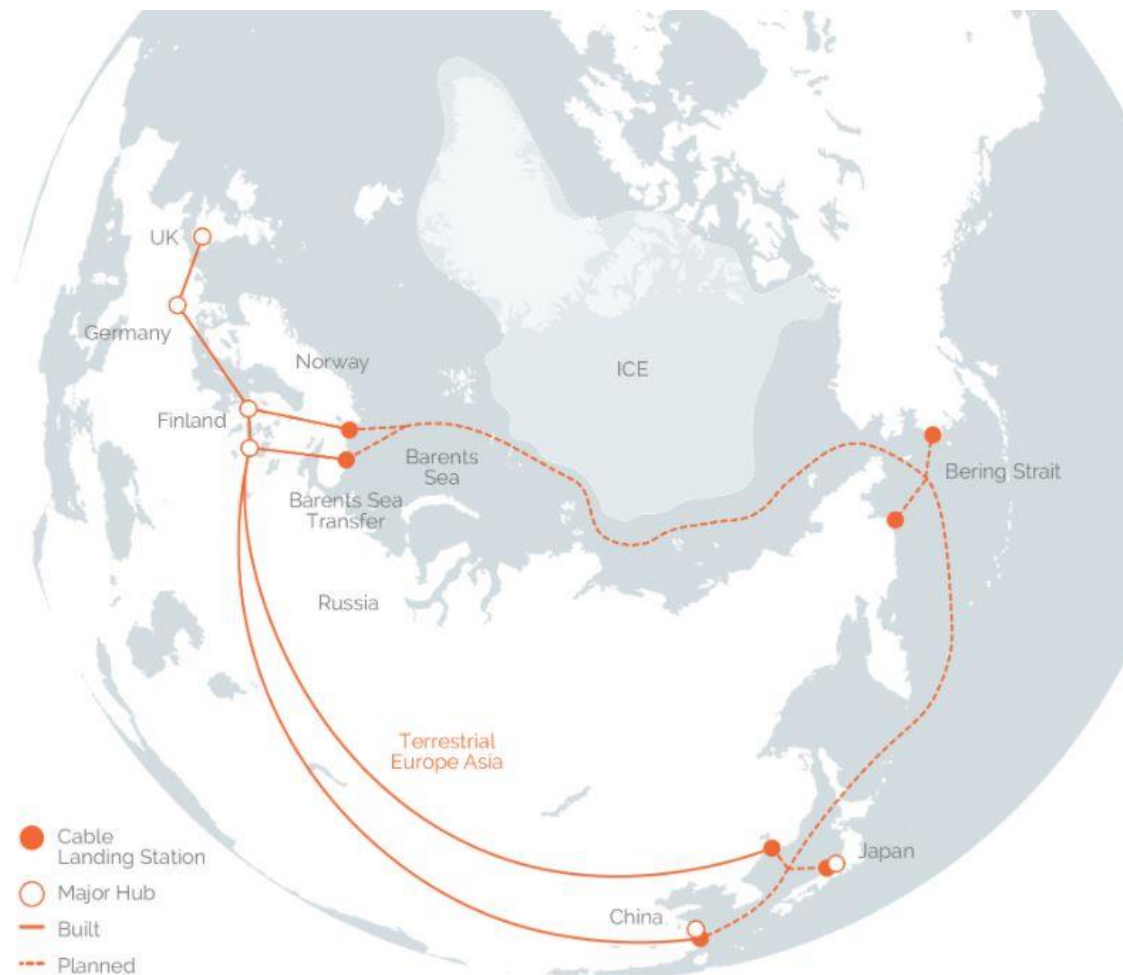 UK
Germany
Norway
ICE
Finland
Barents
Sea
Bering Strait
Barents Sea
Transfer
Russia
Terrestrial
Europe Asia
Cable
Landing Station
Japan
Major Hub
China
Built
Planned